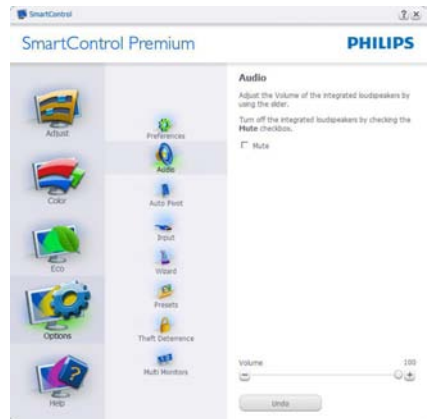 SmartControl
SmartControl Premium
PHILIPS
Adjust
Color
Eco
Options
Help
Preferences
Audio
Auto Pivot
Input
Wizard
Presets
Theft Deterrence
Multi Monitors
Audio
Adjust the Volume of the integrated loudspeakers by
using the slider.
Turn off the integrated loudspeakers by checking the
Mute checkbox.
Mute
Volume
100
Undo